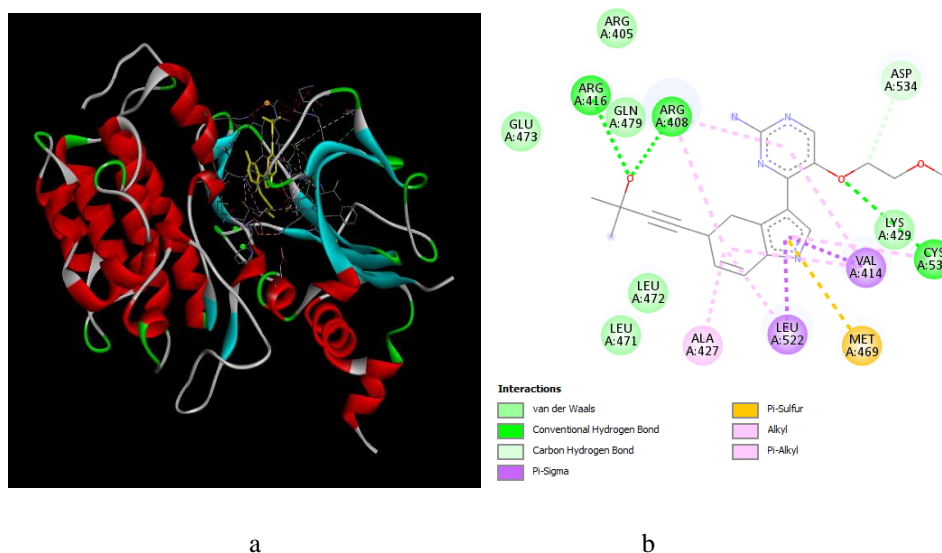 ARG
A:405
ARG
A:416
GLN
A:479
ARG
A:408
ASP
A:534
GLU
A:473
N
N
N
O
O
O
LYS
A:429
CYS
A:53
VAL
A:414
N
LEU
A:472
LEU
A:471
ALA
A:427
LEU
A:522
MET
A:469
Interactions
van der Waals
Conventional Hydrogen Bond
Carbon Hydrogen Bond
Pi-Sigma
Pi-Sulfur
Alkyl
Pi-Alkyl
a
b